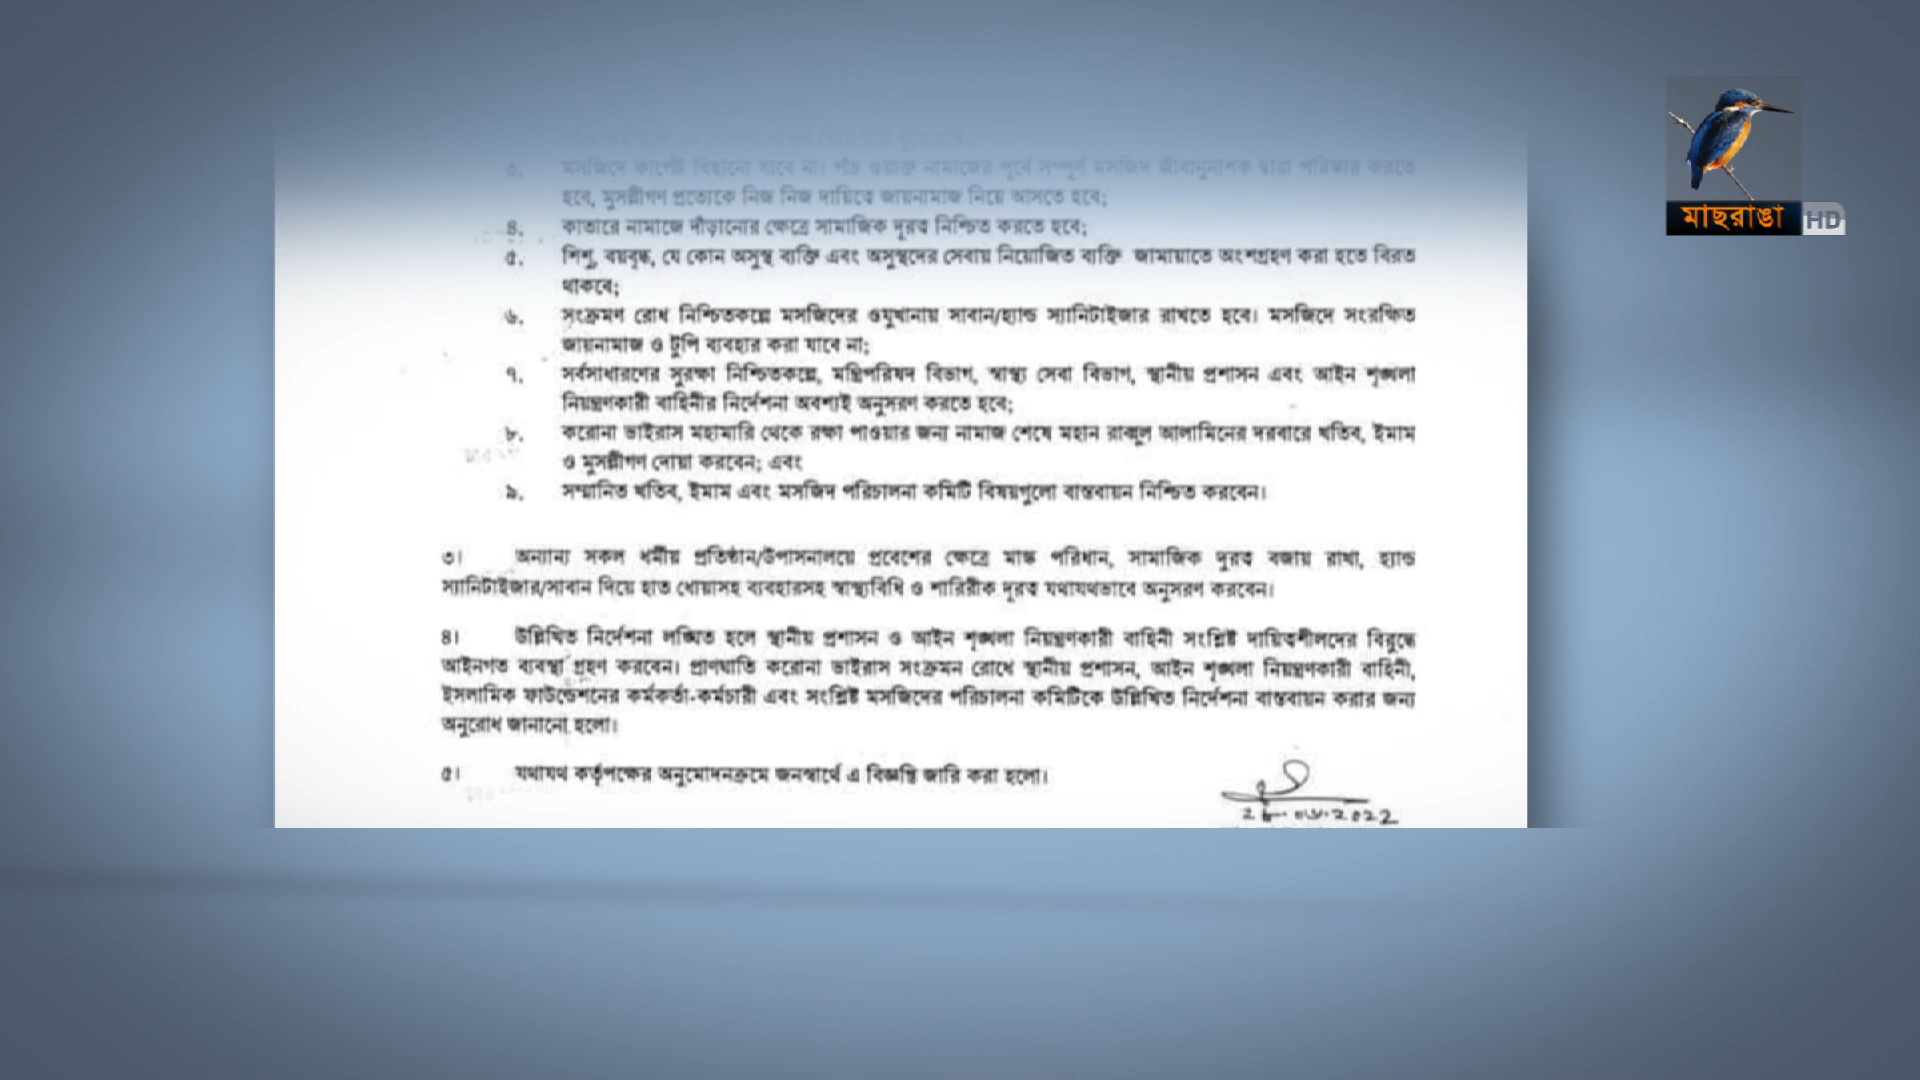 ৩. মসজিদে কার্পেট বিছানো যাবে না। পাঁচ ওয়াক্ত নামাজের পূর্বে সম্পূর্ণ মসজিদ জীবানুনাশক দ্বারা পরিষ্কার করতে
হবে, মুসল্লীগণ প্রত্যেকে নিজ নিজ দায়িত্বে জায়নামাজ নিয়ে আসতে হবে;
৪. কাতারে নামাজে দাঁড়ানোর ক্ষেত্রে সামাজিক দূরত্ব নিশ্চিত করতে হবে;
৫. শিশু, বয়বৃদ্ধ, যে কোন অসুস্থ ব্যক্তি এবং অসুস্থদের সেবায় নিয়োজিত ব্যক্তি জামায়াতে অংশগ্রহণ করা হতে বিরত
থাকবে;
৬. সংক্রমণ রোধ নিশ্চিতকল্পে মসজিদের ওযুখানায় সাবান/হ্যান্ড স্যানিটাইজার রাখতে হবে। মসজিদে সংরক্ষিত
জায়নামাজ ও টুপি ব্যবহার করা যাবে না;
৭. সর্বসাধারণের সুরক্ষা নিশ্চিতকল্পে, মন্ত্রিপরিষদ বিভাগ, স্বাস্থ্য সেবা বিভাগ, স্থানীয় প্রশাসন এবং আইন শৃঙ্খলা
নিয়ন্ত্রণকারী বাহিনীর নির্দেশনা অবশ্যই অনুসরণ করতে হবে;
৮. করোনা ভাইরাস মহামারি থেকে রক্ষা পাওয়ার জন্য নামাজ শেষে মহান রাব্বুল আলামিনের দরবারে খতিব, ইমাম
ও মুসল্লীগণ দোয়া করবেন; এবং
৯. সম্মানিত খতিব, ইমাম এবং মসজিদ পরিচালনা কমিটি বিষয়গুলো বাস্তবায়ন নিশ্চিত করবেন।
৩। অন্যান্য সকল ধর্মীয় প্রতিষ্ঠান/উপাসনালয়ে প্রবেশের ক্ষেত্রে মাস্ক পরিধান, সামাজিক দুরত্ব বজায় রাখা, হ্যান্ড
স্যানিটাইজার/সাবান দিয়ে হাত ধোয়াসহ ব্যবহারসহ স্বাস্থ্যবিধি ও শারিরীক দূরত্ব যথাযথভাবে অনুসরণ করবেন।
৪। উল্লিখিত নির্দেশনা লঙ্ঘিত হলে স্থানীয় প্রশাসন ও আইন শৃঙ্খলা নিয়ন্ত্রণকারী বাহিনী সংশ্লিষ্ট দায়িত্বশীলদের বিরুদ্ধে
আইনগত ব্যবস্থা গ্রহণ করবেন। প্রাণঘাতি করোনা ভাইরাস সংক্রমন রোধে স্থানীয় প্রশাসন, আইন শৃঙ্খলা নিয়ন্ত্রণকারী বাহিনী,
ইসলামিক ফাউন্ডেশনের কর্মকর্তা-কর্মচারী এবং সংশ্লিষ্ট মসজিদের পরিচালনা কমিটিকে উল্লিখিত নির্দেশনা বাস্তবায়ন করার জন্য
অনুরোধ জানানো হলো।
৫। যথাযথ কর্তৃপক্ষের অনুমোদনক্রমে জনস্বার্থে এ বিজ্ঞপ্তি জারি করা হলো।
মাছরাঙা HD